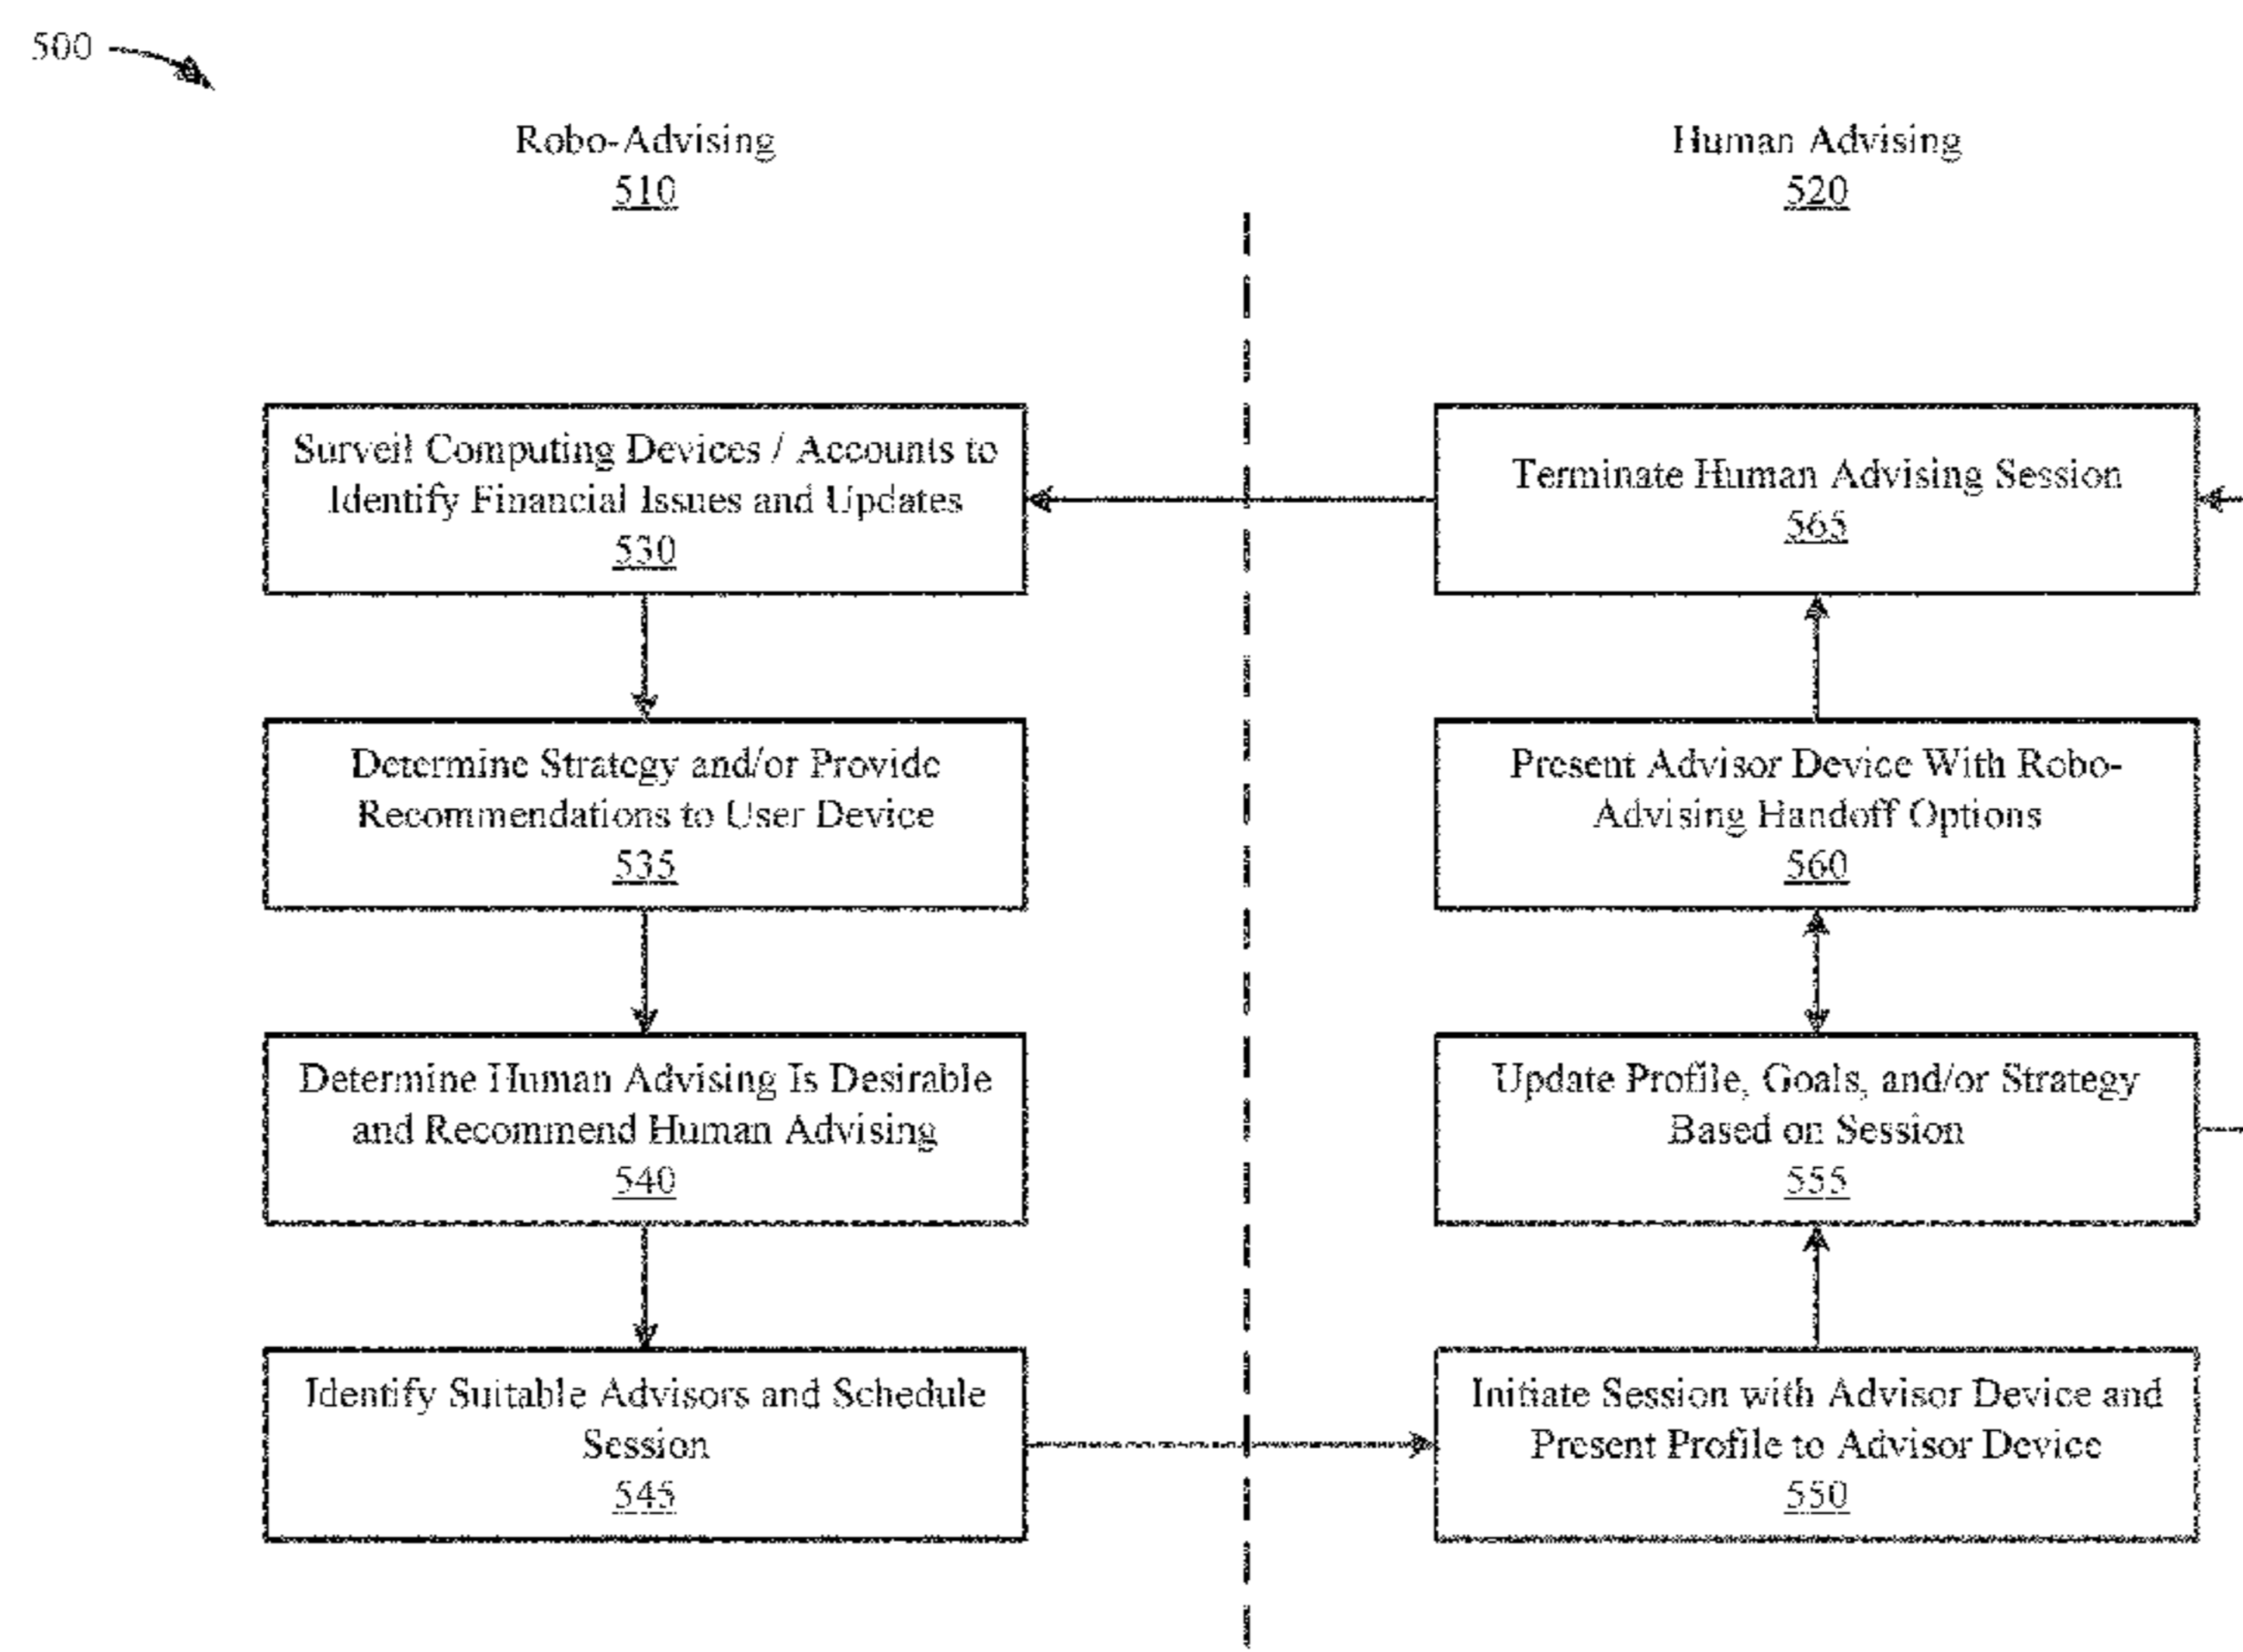 500
Robo-Advising
510
Human Advising
520
Surveil Computing Devices / Accounts to
Identify Financial Issues and Updates
530
Determine Strategy and/or Provide
Recommendations to User Device
535
Determine Human Advising Is Desirable
and Recommend Human Advising
540
Identify Suitable Advisors and Schedule
Session
545
Terminate Human Advising Session
565
Present Advisor Device With Robo-
Advising Handoff Options
560
Update Profile, Goals, and/or Strategy
Based on Session
555
Initiate Session with Advisor Device and
Present Profile to Advisor Device
550